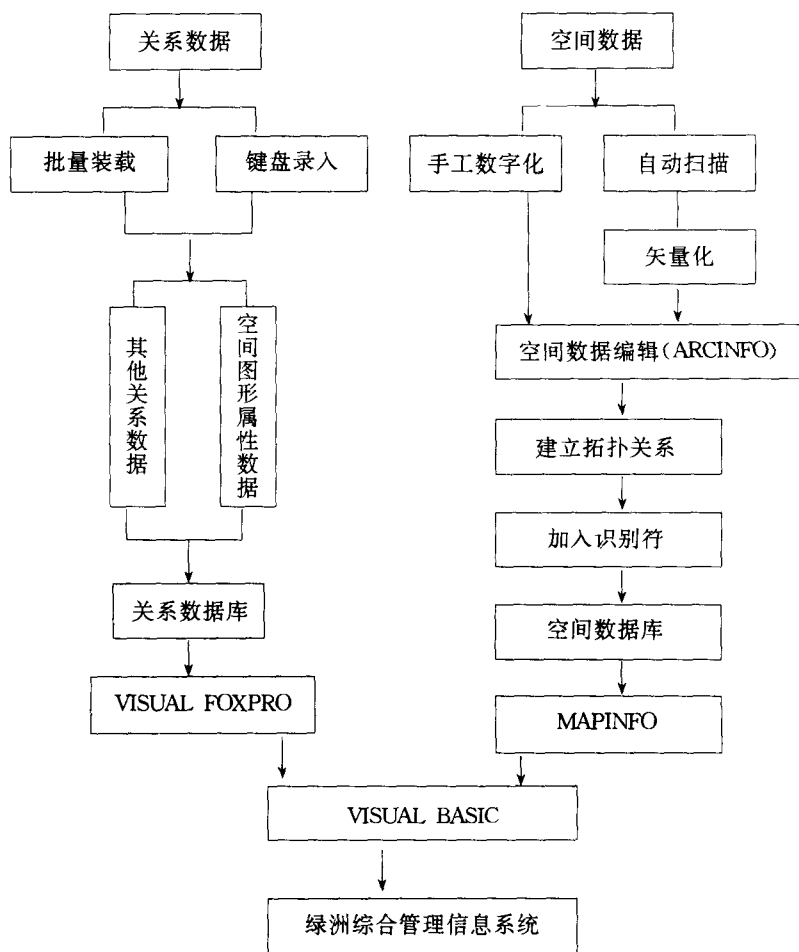 关系数据
空间数据
批量装载
键盘录入
手工数字化
自动扫描
矢量化
其他关系数据
空间图形属性数据
空间数据编辑(ARCINFO)
建立拓扑关系
加入识别符
关系数据库
空间数据库
VISUAL FOXPRO
MAPINFO
VISUAL BASIC
绿洲综合管理信息系统